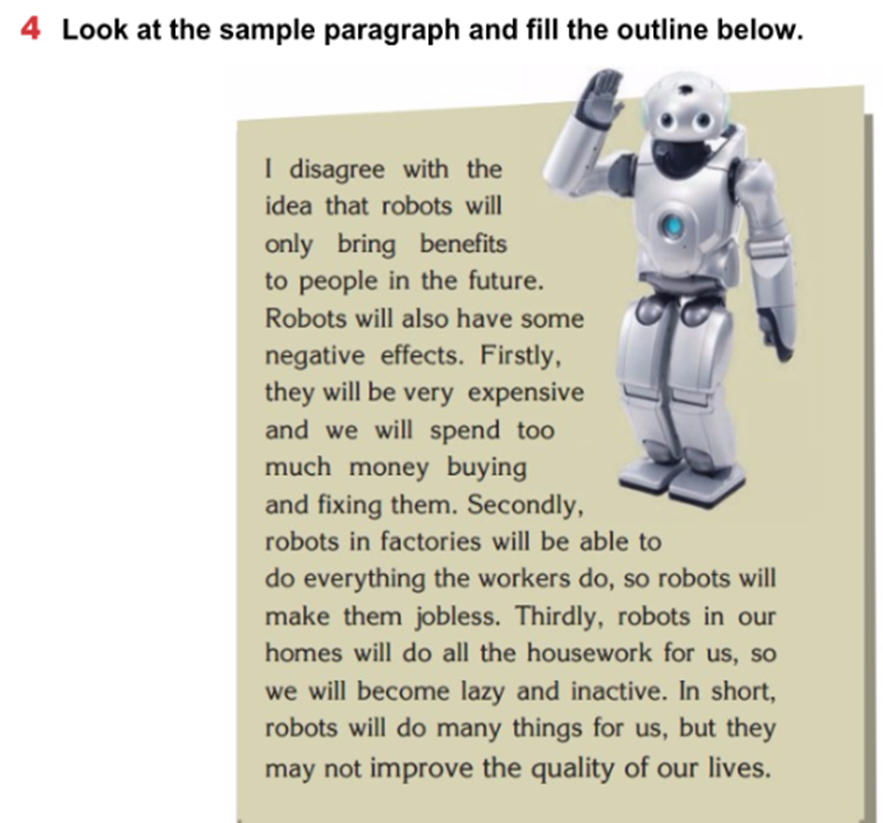 4 Look at the sample paragraph and fill the outline below.
I disagree with the
idea that robots will
only bring benefits
to people in the future.
Robots will also have some
negative effects. Firstly,
they will be very expensive
and we will spend too
much money buying
and fixing them. Secondly,
robots in factories will be able to
do everything the workers do, so robots will
make them jobless. Thirdly, robots in our
homes will do all the housework for us, so
we will become lazy and inactive. In short,
robots will do many things for us, but they
may not improve the quality of our lives.